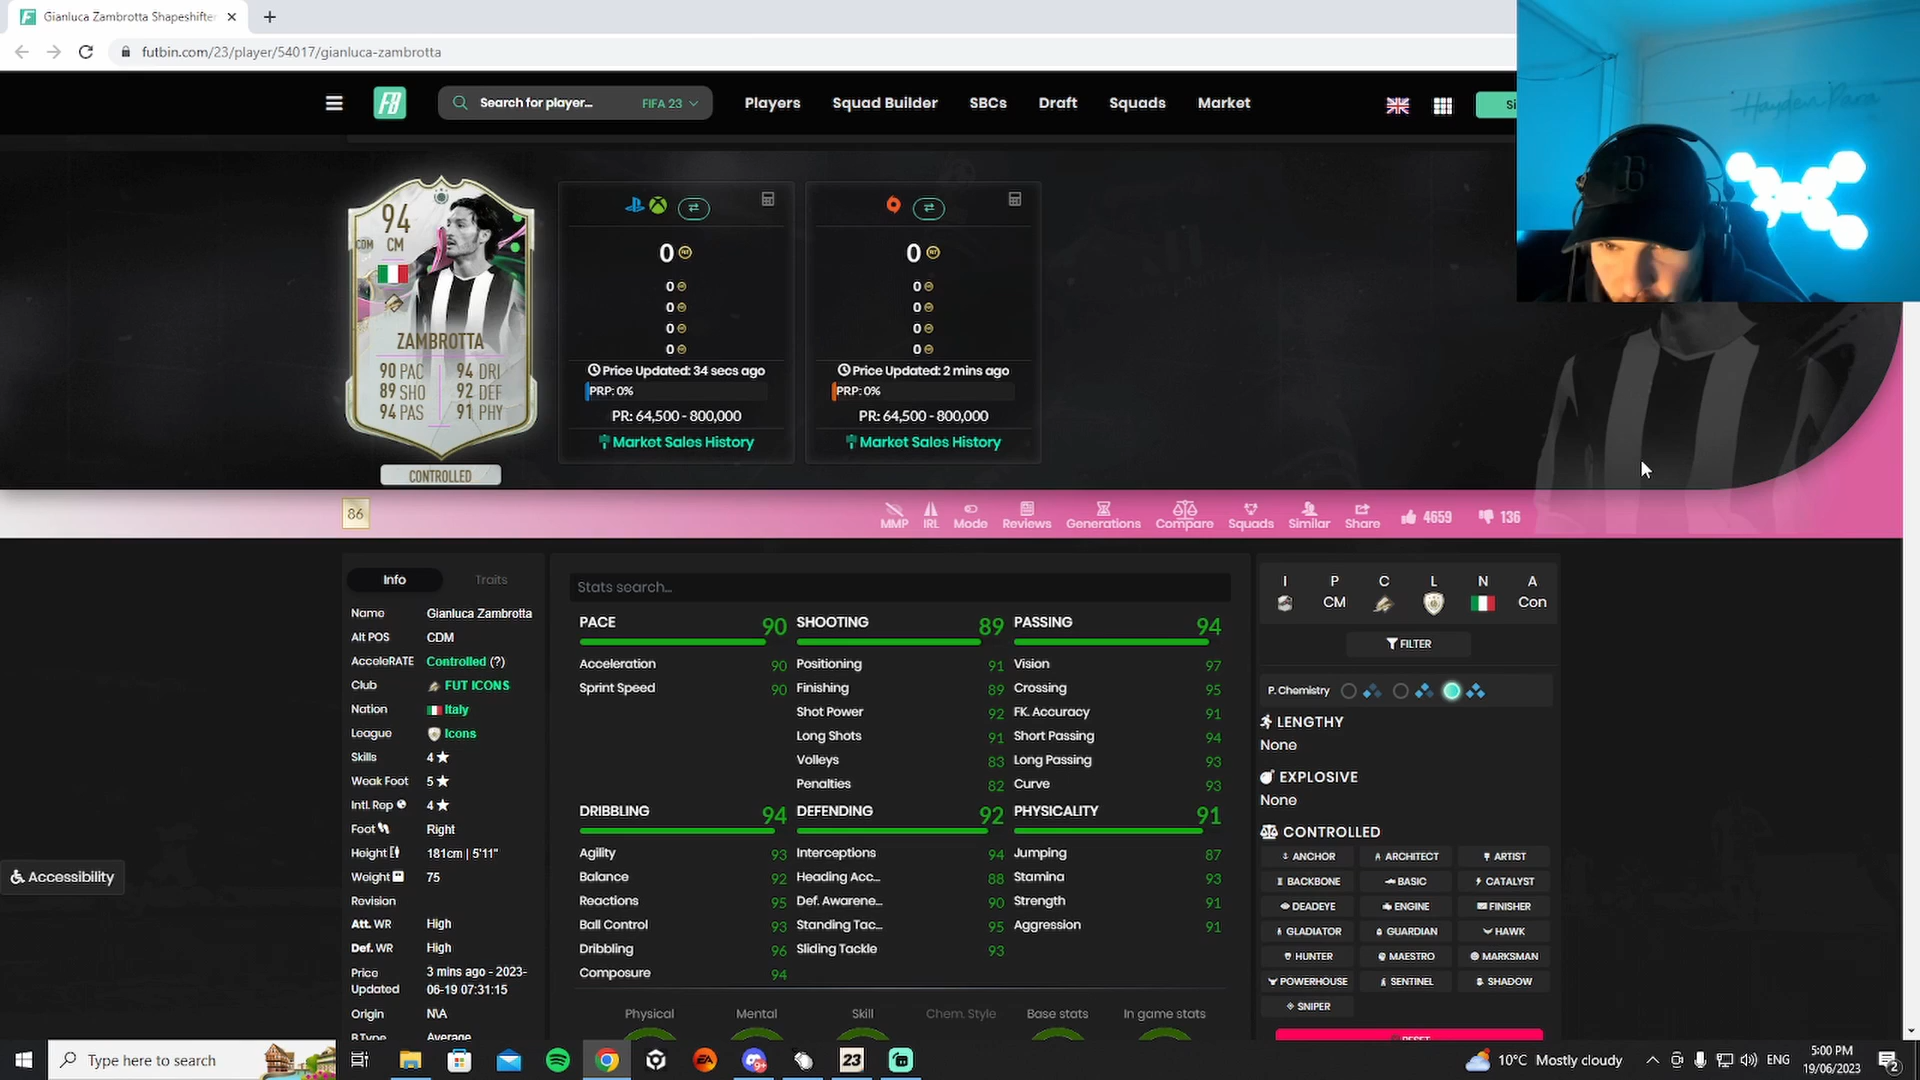 Gianluca Zambrotta Shapeshifter
futbin.com/23/player/54017/gianluca-zambrotta
Search for player... FIFA 23
Players Squad Builder SBCs Draft Squads Market
Hayden Para
94
CDM CM
ZAMBROTTA
90 PAC 94 DRI
89 SHO 92 DEF
94 PAS 91 PHY
CONTROLLED
0
0
0
0
0
Price Updated: 34 secs ago
PRP: 0%
PR: 64,500 - 800,000
Market Sales History
0
0
0
0
0
Price Updated: 2 mins ago
PRP: 0%
PR: 64,500 - 800,000
Market Sales History
86
MMP IRL Mode Reviews Generations Compare Squads Similar Share 4659 136
Info Traits
Name Gianluca Zambrotta
Alt POS CDM
AcceleRATE Controlled (?)
Club FUT ICONS
Nation Italy
League Icons
Skills 4
Weak Foot 5
Intl. Rep 4
Foot Right
Height 181cm | 5'11"
Weight 75
Revision
Att. WR High
Def. WR High
Price Updated 3 mins ago - 2023-06-19 07:31:15
Origin N\A
B.Type Average
Stats search...
PACE 90
Acceleration 90
Sprint Speed 90
SHOOTING 89
Positioning 91
Finishing 89
Shot Power 92
Long Shots 91
Volleys 83
Penalties 82
PASSING 94
Vision 97
Crossing 95
FK. Accuracy 91
Short Passing 94
Long Passing 93
Curve 93
DRIBBLING 94
Agility 93
Balance 92
Reactions 95
Ball Control 93
Dribbling 96
Composure 94
DEFENDING 92
Interceptions 94
Heading Acc... 88
Def. Awarene... 90
Standing Tac... 95
Sliding Tackle 93
PHYSICALITY 91
Jumping 87
Stamina 93
Strength 91
Aggression 91
Physical Mental Skill Chem. Style Base stats In game stats
I P C L N A
CM Con
FILTER
P. Chemistry
LENGTHY
None
EXPLOSIVE
None
CONTROLLED
ANCHOR ARCHITECT ARTIST
BACKBONE BASIC CATALYST
DEADEYE ENGINE FINISHER
GLADIATOR GUARDIAN HAWK
HUNTER MAESTRO MARKSMAN
POWERHOUSE SENTINEL SHADOW
SNIPER
Accessibility
Type here to search
EA
23
10°C Mostly cloudy
ENG
5:00 PM
19/06/2023
2